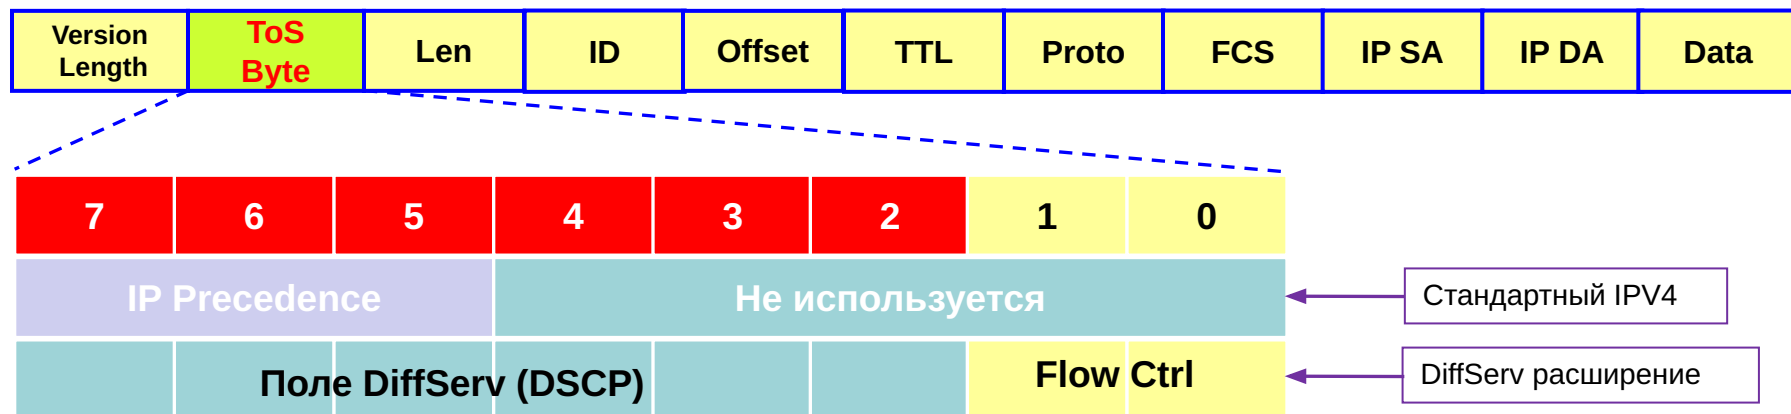 Version
Length
ToS
Byte
Len
ID
Offset
TTL
Proto
FCS
IP SA
IP DA
Data
7 6 5 4 3 2 1 0
IP Precedence
Не используется
Стандартный IPV4
Поле DiffServ (DSCP)
Flow Ctrl
DiffServ расширение